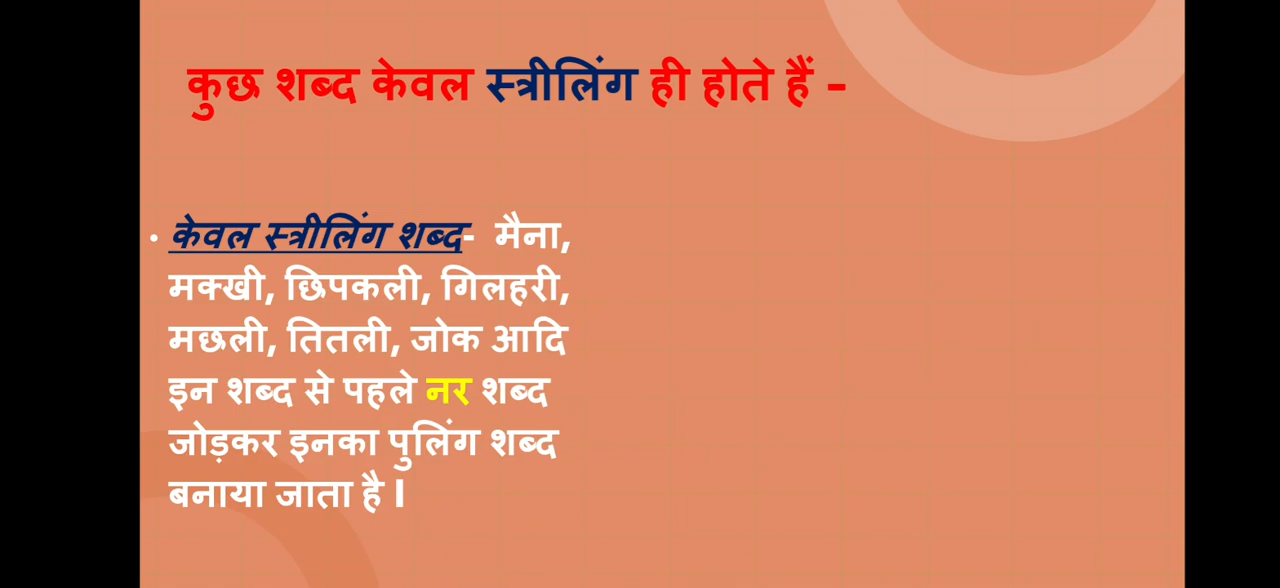 कुछ शब्द केवल स्त्रीलिंग ही होते हैं -
• केवल स्त्रीलिंग शब्द- मैना,
मक्खी, छिपकली, गिलहरी,
मछली, तितली, जोक आदि
इन शब्द से पहले नर शब्द
जोड़कर इनका पुलिंग शब्द
बनाया जाता है I